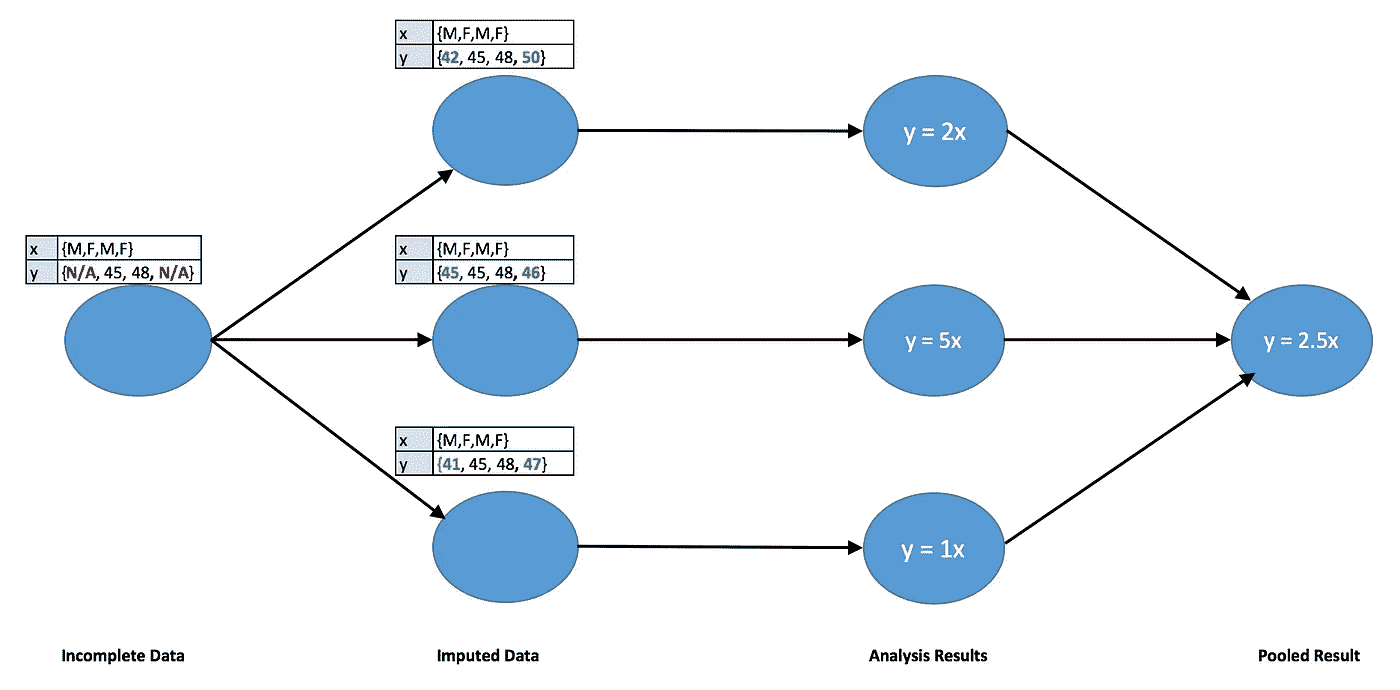 x {M,F,M,F}
y {42, 45, 48, 50}
y = 2x
x {M,F,M,F}
y {N/A, 45, 48, N/A}
x {M,F,M,F}
y {45, 45, 48, 46}
y = 5x
y = 2.5x
x {M,F,M,F}
y {41, 45, 48, 47}
y = 1x
Incomplete Data
Imputed Data
Analysis Results
Pooled Result